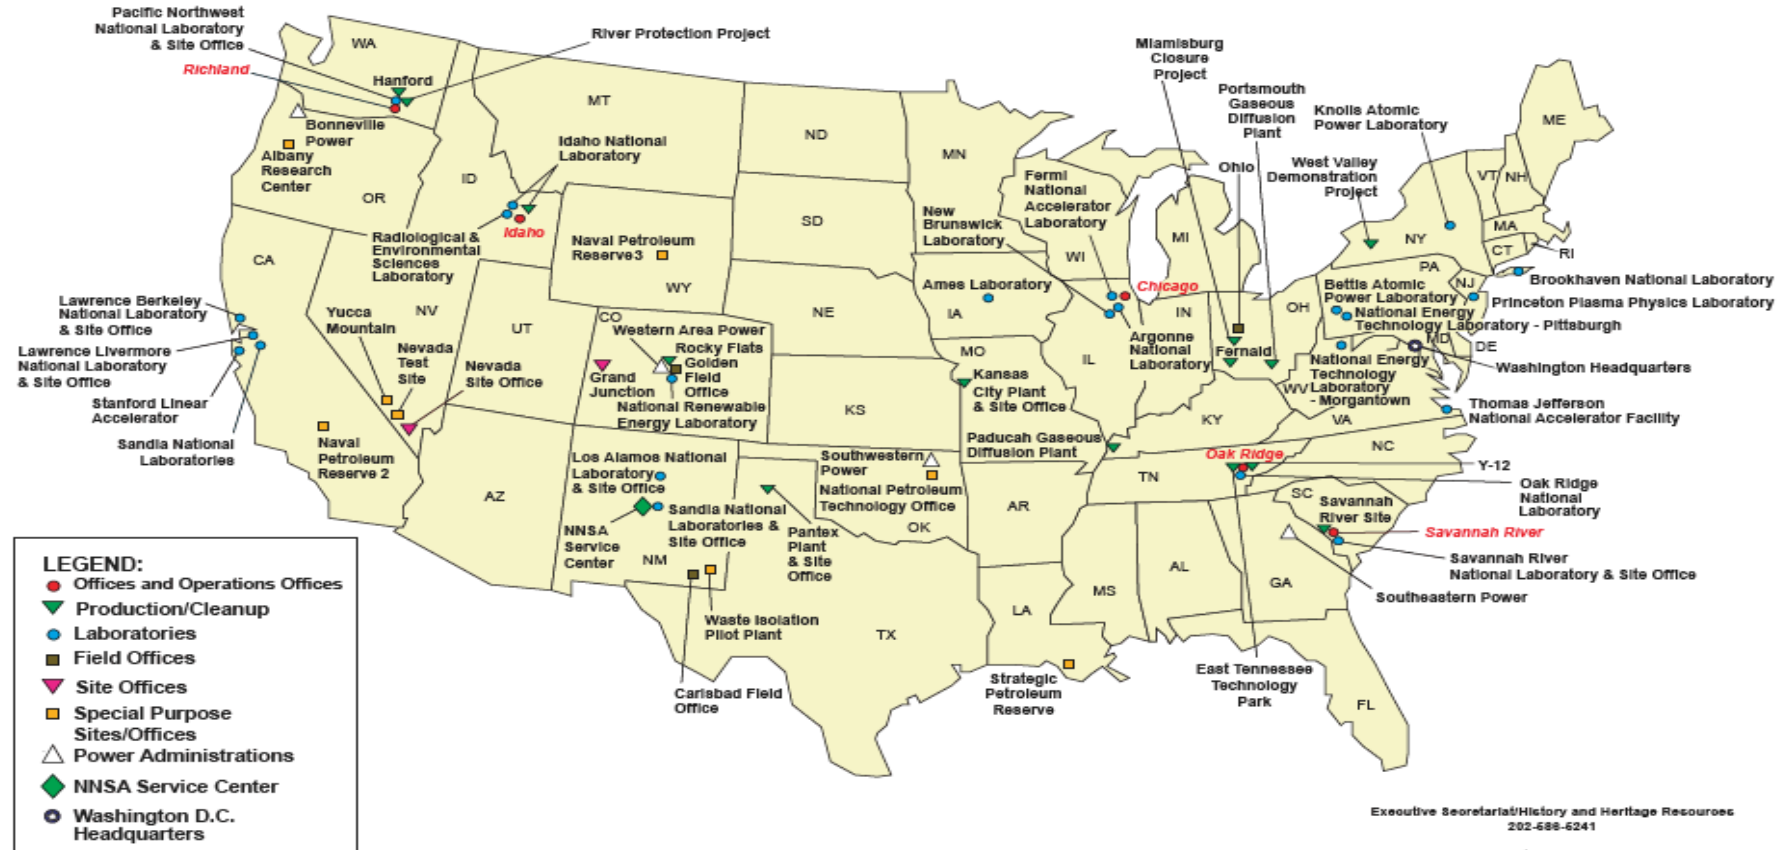 Pacific Northwest
National Laboratory
& Site Office
Richland
WA
Hanford
River Protection Project
Bonneville
Power
Albany
Research
Center
OR
ID
MT
Idaho National
Laboratory
Radiological &
Environmental
Sciences
Laboratory
Idaho
Naval Petroleum
Reserve3
WY
ND
SD
NE
KS
MN
WI
MI
IA
Ames Laboratory
New
Brunswick
Laboratory
Fermi
National
Accelerator
Laboratory
Miamisburg
Closure
Project
Portsmouth
Gaseous
Diffusion
Plant
Ohio
Knolls Atomic
Power Laboratory
West Valley
Demonstration
Project
ME
VT
NH
MA
CT
RI
NY
PA
NJ
Brookhaven National Laboratory
Princeton Plasma Physics Laboratory
Bettis Atomic
Power Laboratory
National Energy
Technology Laboratory - Pittsburgh
MD
DE
Washington Headquarters
National Energy
Technology
Laboratory
- Morgantown
Thomas Jefferson
National Accelerator Facility
OH
WV
VA
Chicago
IN
IL
Argonne
National
Laboratory
Fernald
KY
CA
NV
UT
CO
Lawrence Berkeley
National Laboratory
& Site Office
Lawrence Livermore
National Laboratory
& Site Office
Stanford Linear
Accelerator
Sandia National
Laboratories
Yucca
Mountain
Nevada
Test
Site
Nevada
Site Office
Naval
Petroleum
Reserve 2
Western Area Power
Rocky Flats
Golden
Field
Office
Grand
Junction
National Renewable
Energy Laboratory
MO
Kansas
City Plant
& Site Office
Paducah Gaseous
Diffusion Plant
AZ
NM
Los Alamos National
Laboratory
& Site Office
Sandia National
Laboratories &
Site Office
NNSA
Service
Center
Pantex
Plant
& Site
Office
Southwestern
Power
National Petroleum
Technology Office
OK
AR
TN
Oak Ridge
NC
Y-12
Oak Ridge
National
Laboratory
SC
Savannah
River Site
Savannah River
Savannah River
National Laboratory & Site Office
Southeastern Power
GA
AL
MS
LA
TX
FL
Waste Isolation
Pilot Plant
Carlsbad Field
Office
Strategic
Petroleum
Reserve
East Tennessee
Technology
Park
LEGEND:
Offices and Operations Offices
Production/Cleanup
Laboratories
Field Offices
Site Offices
Special Purpose
Sites/Offices
Power Administrations
NNSA Service Center
Washington D.C.
Headquarters
Executive Secretariat/History and Heritage Resources
202-586-5241